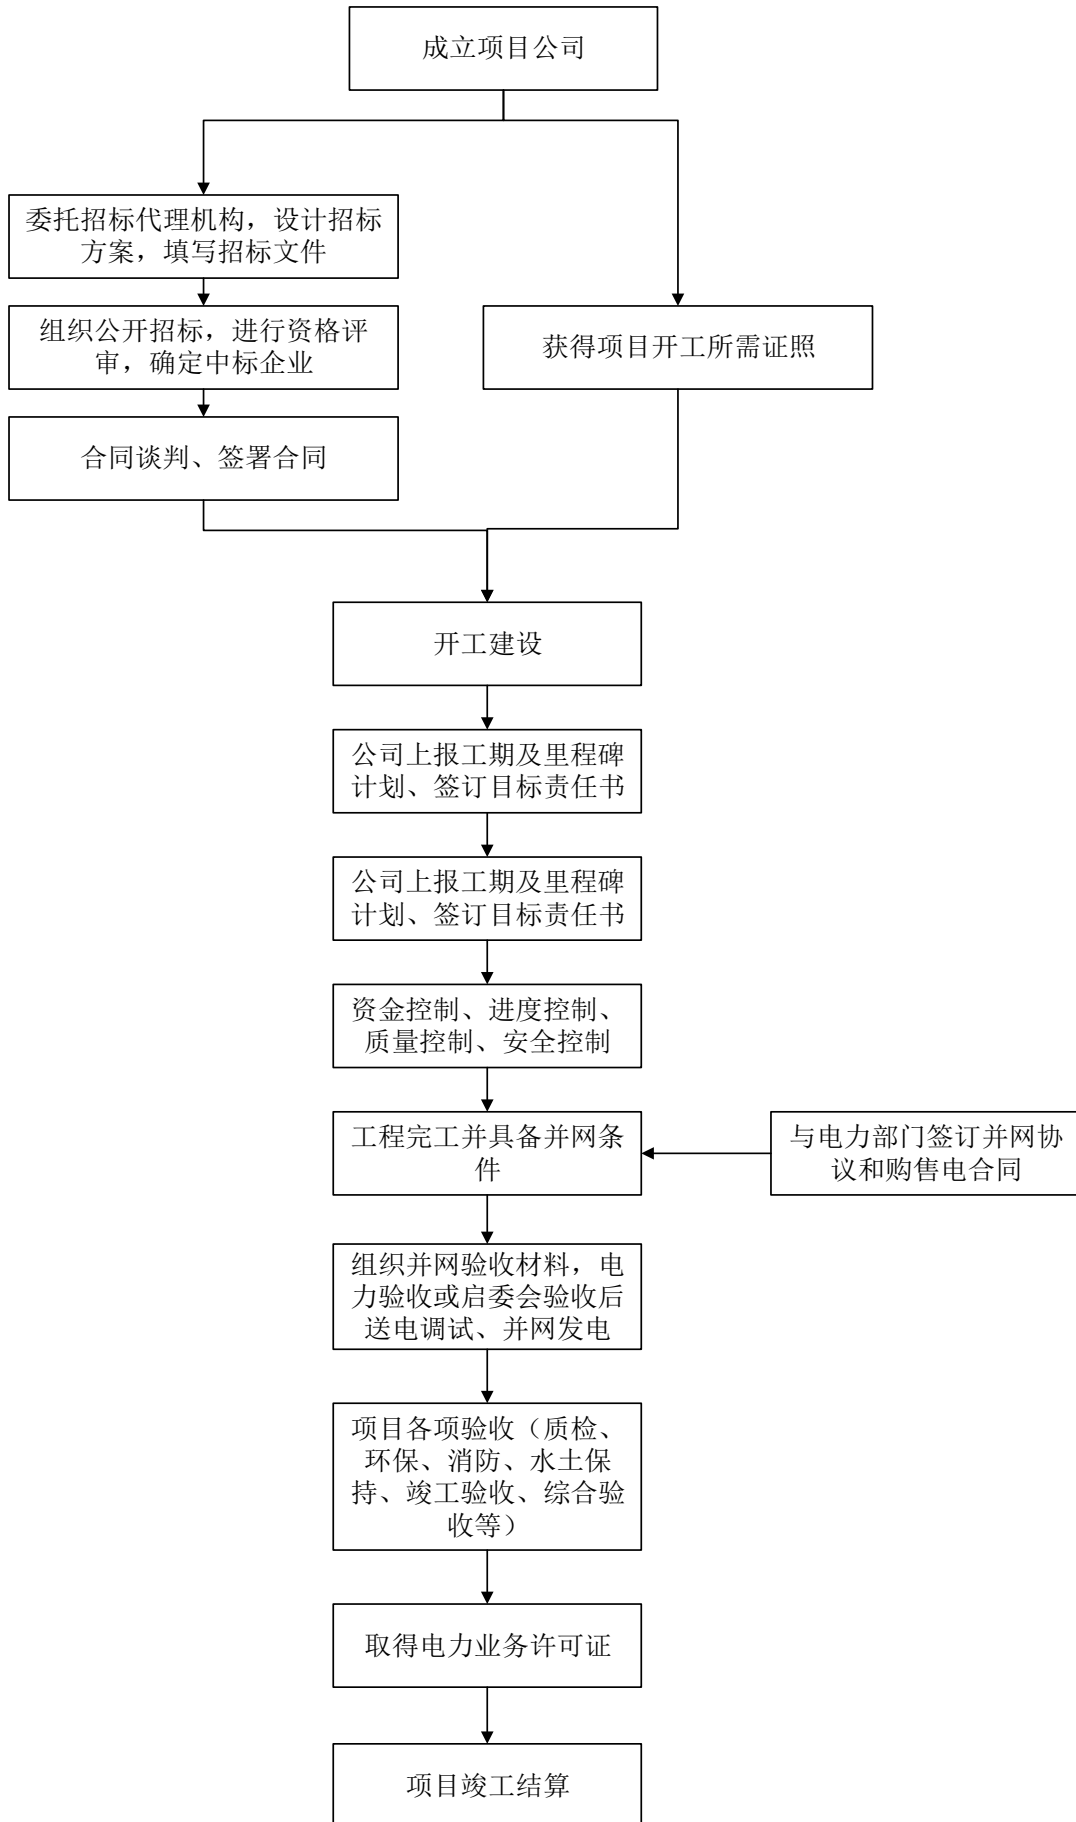 成立项目公司
委托招标代理机构，设计招标
方案，填写招标文件
组织公开招标，进行资格评
审，确定中标企业
获得项目开工所需证照
合同谈判、签署合同
开工建设
公司上报工期及里程碑
计划、签订目标责任书
公司上报工期及里程碑
计划、签订目标责任书
资金控制、进度控制、
质量控制、安全控制
工程完工并具备并网条
件
与电力部门签订并网协
议和购售电合同
组织并网验收材料，电
力验收或启委会验收后
送电调试、并网发电
项目各项验收（质检、
环保、消防、水土保
持、竣工验收、综合验
收等）
取得电力业务许可证
项目竣工结算